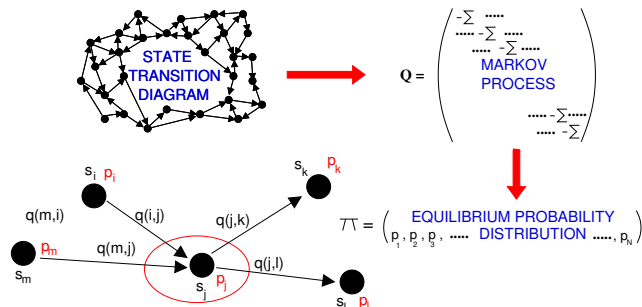 STATE
TRANSITION
DIAGRAM
Q =
-∑ .....
..... -∑ .....
..... -∑ .....
MARKOV
PROCESS
.....-∑.....
..... -∑
s_i p_i
s_k p_k
q(m,i)
q(i,j)
q(j,k)
p_m
q(m,j)
q(j,l)
s_m
s_j p_j
s_l p_l
π = (p_1, p_2, p_3, ..... ....., p_N)
EQUILIBRIUM PROBABILITY
DISTRIBUTION